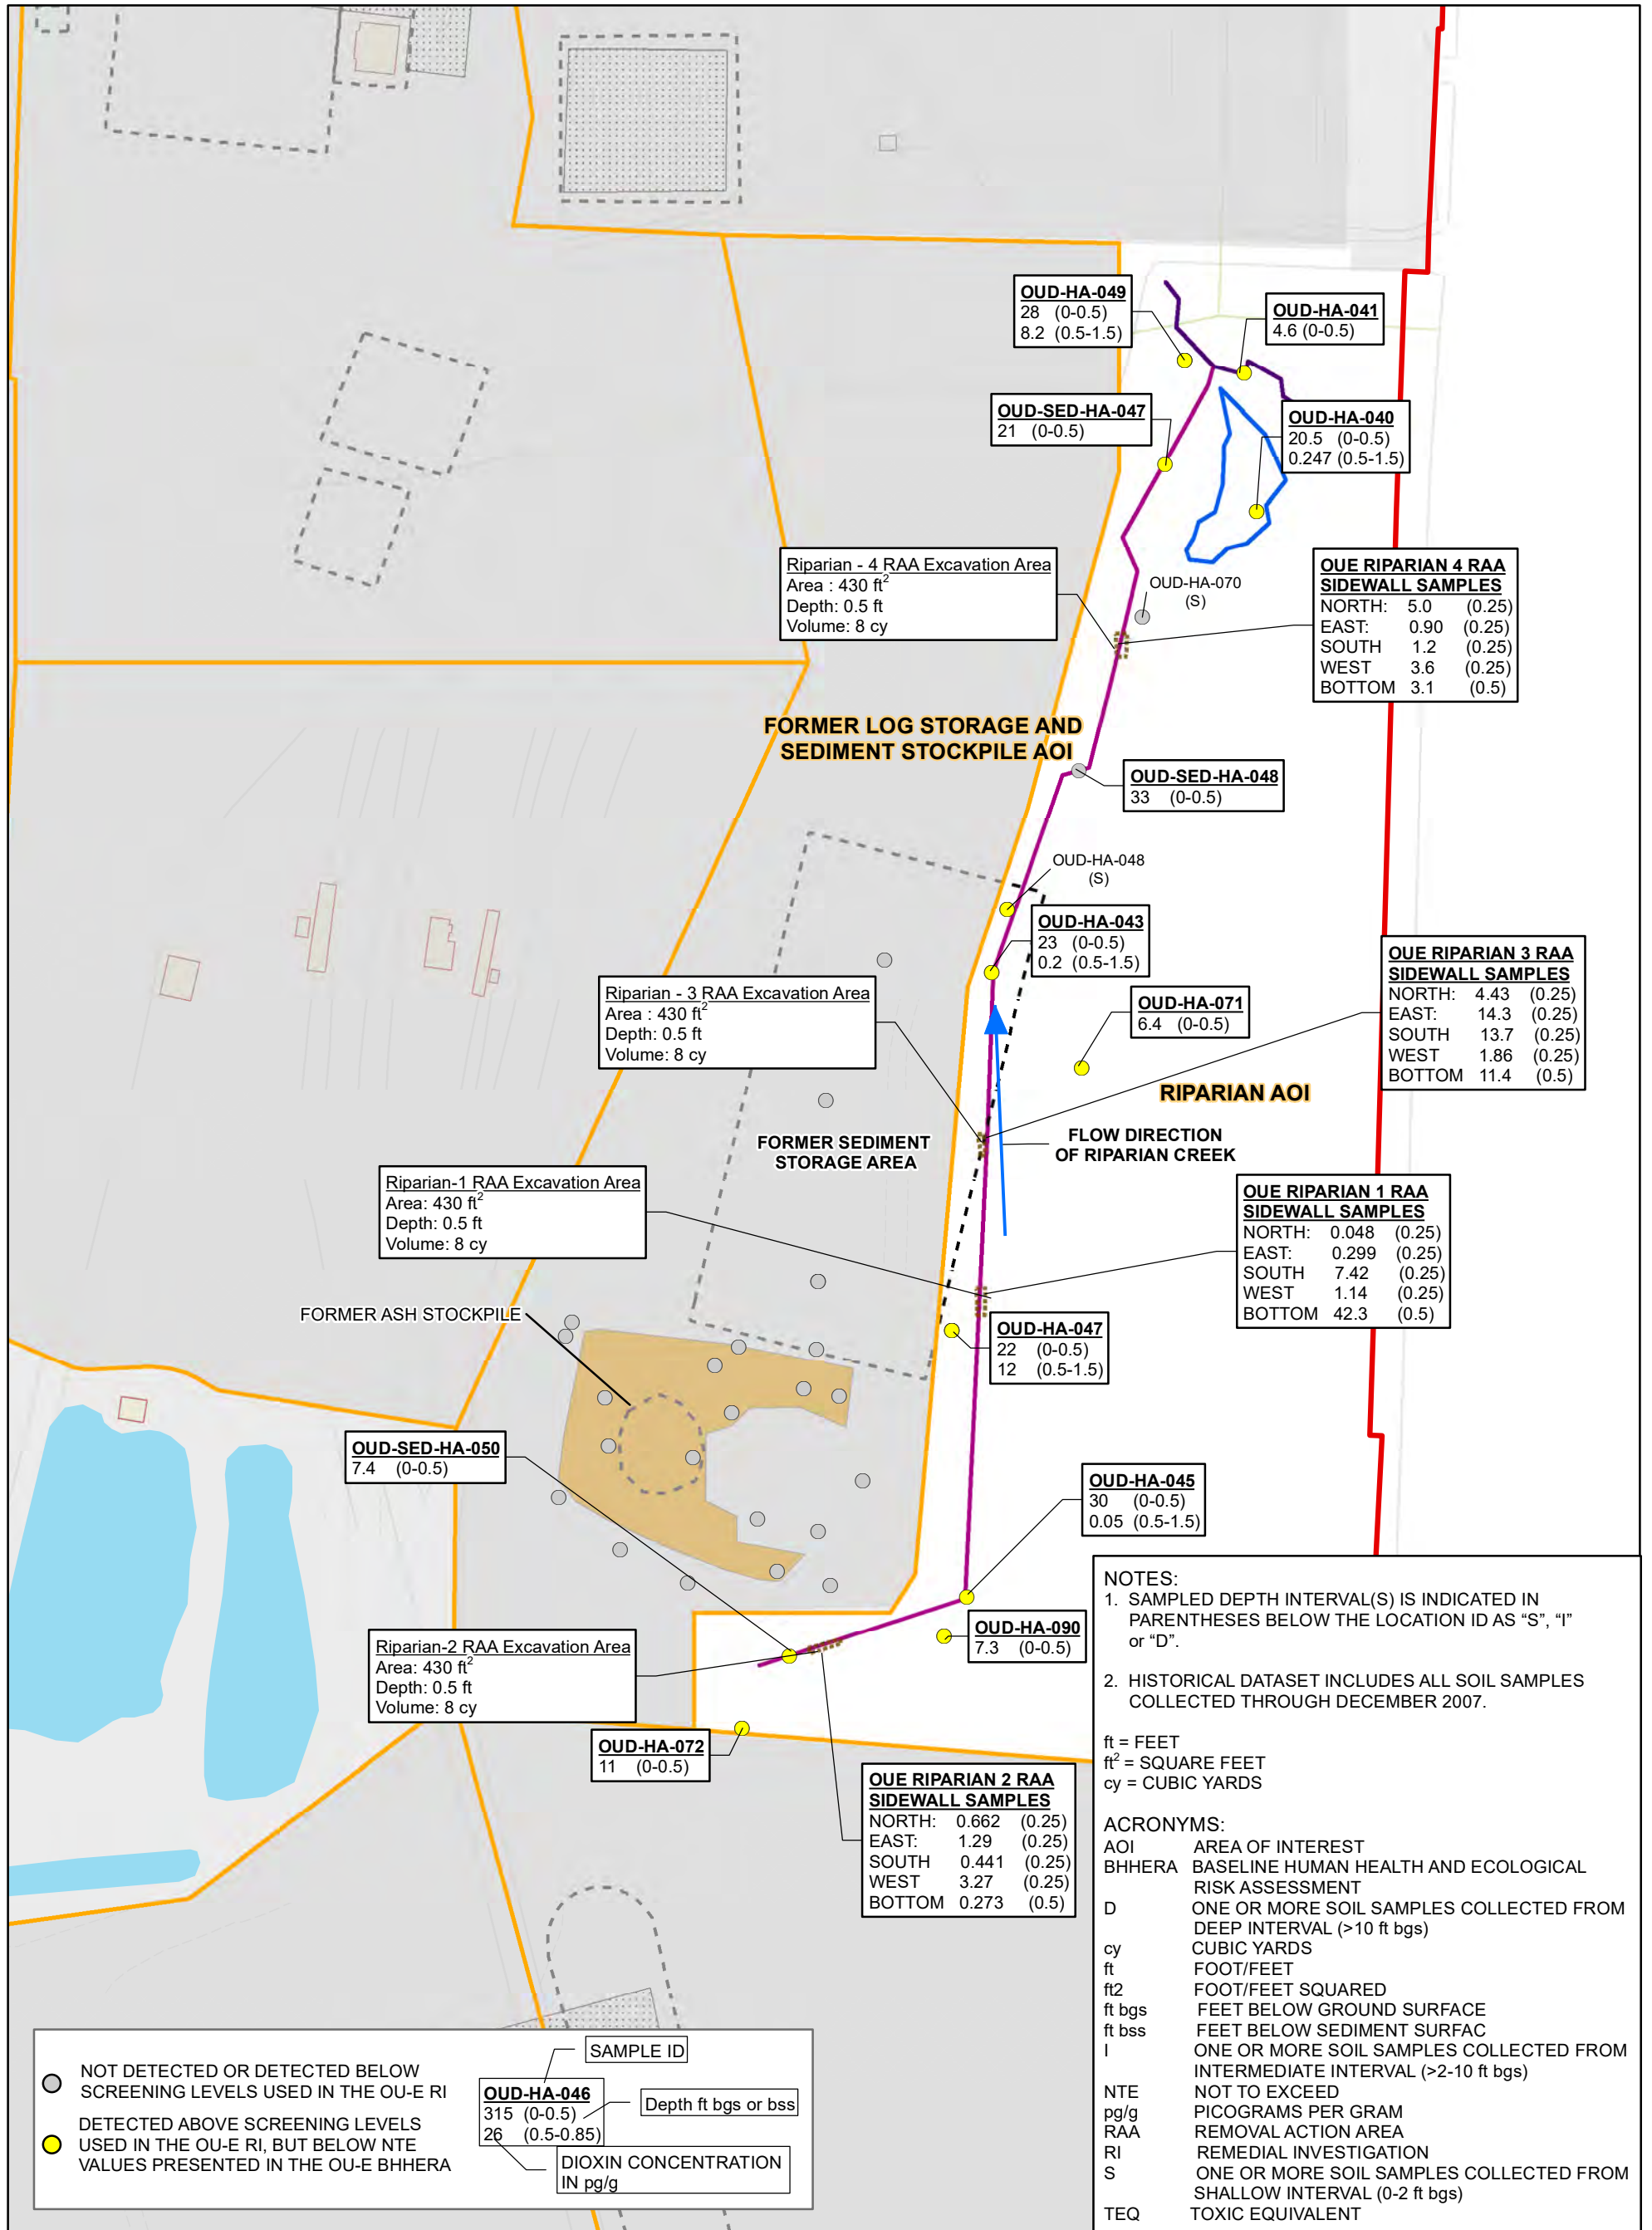 OUD-HA-049
28 (0-0.5)
8.2 (0.5-1.5)
OUD-HA-041
4.6 (0-0.5)
OUD-SED-HA-047
21 (0-0.5)
OUD-HA-040
20.5 (0-0.5)
0.247 (0.5-1.5)
Riparian - 4 RAA Excavation Area
Area : 430 ft²
Depth: 0.5 ft
Volume: 8 cy
OUD-HA-070
(S)
OUE RIPARIAN 4 RAA
SIDEWALL SAMPLES
NORTH: 5.0 (0.25)
EAST: 0.90 (0.25)
SOUTH 1.2 (0.25)
WEST 3.6 (0.25)
BOTTOM 3.1 (0.5)
FORMER LOG STORAGE AND
SEDIMENT STOCKPILE AOI
OUD-SED-HA-048
33 (0-0.5)
OUD-HA-048
(S)
OUD-HA-043
23 (0-0.5)
0.2 (0.5-1.5)
OUE RIPARIAN 3 RAA
SIDEWALL SAMPLES
NORTH: 4.43 (0.25)
EAST: 14.3 (0.25)
SOUTH 13.7 (0.25)
WEST 1.86 (0.25)
BOTTOM 11.4 (0.5)
Riparian - 3 RAA Excavation Area
Area : 430 ft²
Depth: 0.5 ft
Volume: 8 cy
OUD-HA-071
6.4 (0-0.5)
RIPARIAN AOI
FORMER SEDIMENT
STORAGE AREA
FLOW DIRECTION
OF RIPARIAN CREEK
Riparian-1 RAA Excavation Area
Area: 430 ft²
Depth: 0.5 ft
Volume: 8 cy
OUE RIPARIAN 1 RAA
SIDEWALL SAMPLES
NORTH: 0.048 (0.25)
EAST: 0.299 (0.25)
SOUTH 7.42 (0.25)
WEST 1.14 (0.25)
BOTTOM 42.3 (0.5)
FORMER ASH STOCKPILE
OUD-HA-047
22 (0-0.5)
12 (0.5-1.5)
OUD-SED-HA-050
7.4 (0-0.5)
OUD-HA-045
30 (0-0.5)
0.05 (0.5-1.5)
OUD-HA-090
7.3 (0-0.5)
Riparian-2 RAA Excavation Area
Area: 430 ft²
Depth: 0.5 ft
Volume: 8 cy
OUD-HA-072
11 (0-0.5)
OUE RIPARIAN 2 RAA
SIDEWALL SAMPLES
NORTH: 0.662 (0.25)
EAST: 1.29 (0.25)
SOUTH 0.441 (0.25)
WEST 3.27 (0.25)
BOTTOM 0.273 (0.5)
NOTES:
1. SAMPLED DEPTH INTERVAL(S) IS INDICATED IN
PARENTHESES BELOW THE LOCATION ID AS “S”, “I”
or “D”.
2. HISTORICAL DATASET INCLUDES ALL SOIL SAMPLES
COLLECTED THROUGH DECEMBER 2007.
ft = FEET
ft² = SQUARE FEET
cy = CUBIC YARDS
ACRONYMS:
AOI AREA OF INTEREST
BHHERA BASELINE HUMAN HEALTH AND ECOLOGICAL
RISK ASSESSMENT
D ONE OR MORE SOIL SAMPLES COLLECTED FROM
DEEP INTERVAL (>10 ft bgs)
cy CUBIC YARDS
ft FOOT/FEET
ft2 FOOT/FEET SQUARED
ft bgs FEET BELOW GROUND SURFACE
ft bss FEET BELOW SEDIMENT SURFAC
I ONE OR MORE SOIL SAMPLES COLLECTED FROM
INTERMEDIATE INTERVAL (>2-10 ft bgs)
NTE NOT TO EXCEED
pg/g PICOGRAMS PER GRAM
RAA REMOVAL ACTION AREA
RI REMEDIAL INVESTIGATION
S ONE OR MORE SOIL SAMPLES COLLECTED FROM
SHALLOW INTERVAL (0-2 ft bgs)
TEQ TOXIC EQUIVALENT
NOT DETECTED OR DETECTED BELOW
SCREENING LEVELS USED IN THE OU-E RI
DETECTED ABOVE SCREENING LEVELS
USED IN THE OU-E RI, BUT BELOW NTE
VALUES PRESENTED IN THE OU-E BHHERA
SAMPLE ID
OUD-HA-046
315 (0-0.5)
26 (0.5-0.85)
Depth ft bgs or bss
DIOXIN CONCENTRATION
IN pg/g